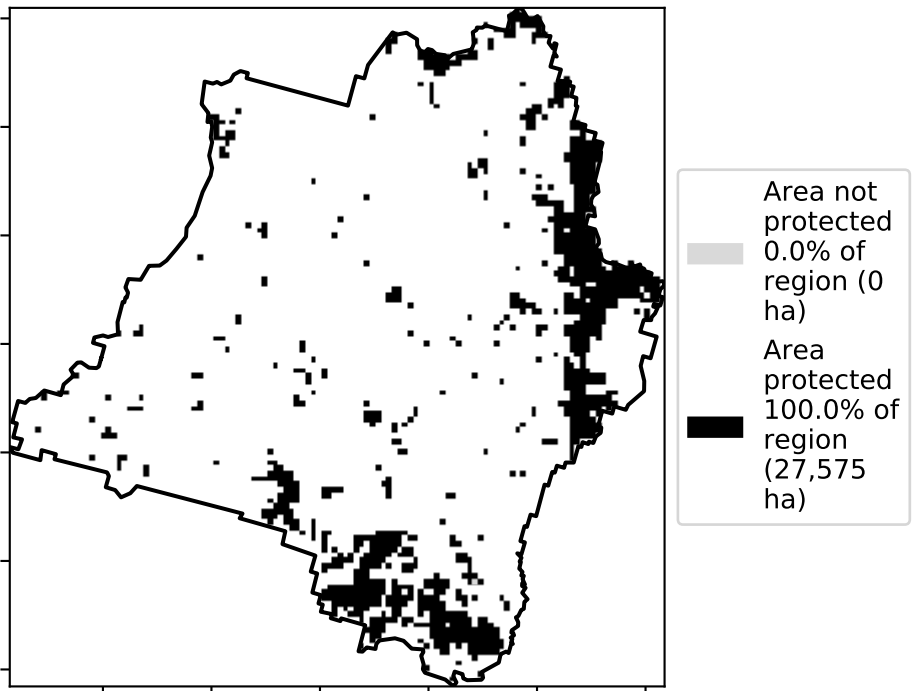 Area not
protected
0.0% of
region (0
ha)
Area
protected
100.0% of
region
(27,575
ha)